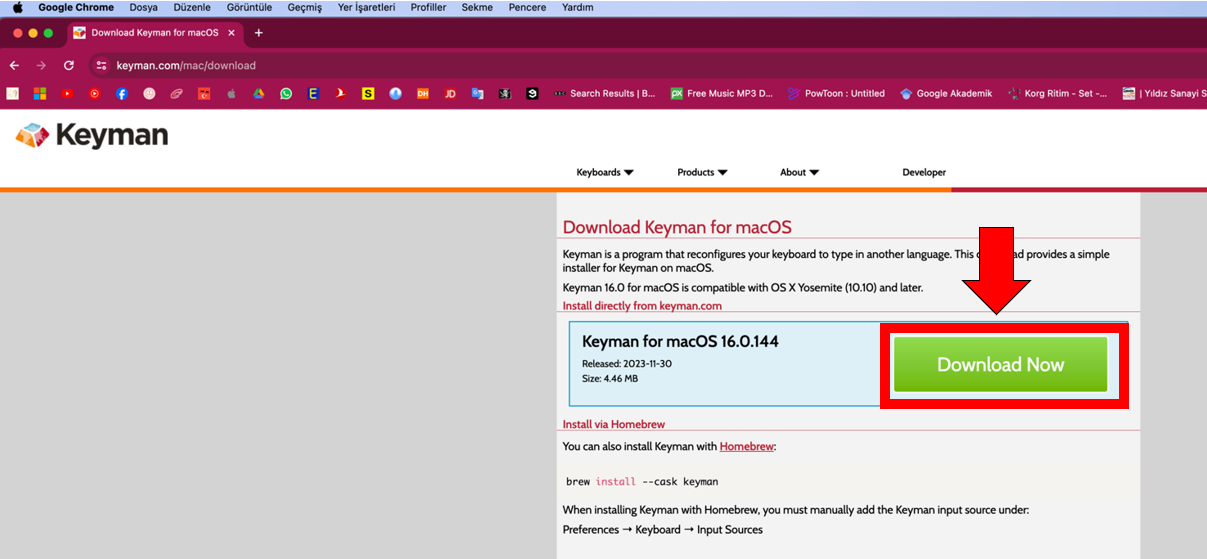 Google Chrome Dosya Düzenle Görüntüle Geçmiş Yer İşaretleri Profiller Sekme Pencere Yardım
Download Keyman for macOS
keyman.com/mac/download
Search Results | B... Free Music MP3 D... PowToon : Untitled Google Akademik Korg Ritim - Set -... | Yıldız Sanayi S
Keyman
Keyboards Products About Developer
Download Keyman for macOS
Keyman is a program that reconfigures your keyboard to type in another language. This provides a simple
installer for Keyman on macOS.
Keyman 16.0 for macOS is compatible with OS X Yosemite (10.10) and later.
Install directly from keyman.com
Keyman for macOS 16.0.144
Released: 2023-11-30
Size: 4.46 MB
Download Now
Install via Homebrew
You can also install Keyman with Homebrew:
brew install --cask keyman
When installing Keyman with Homebrew, you must manually add the Keyman input source under:
Preferences → Keyboard → Input Sources